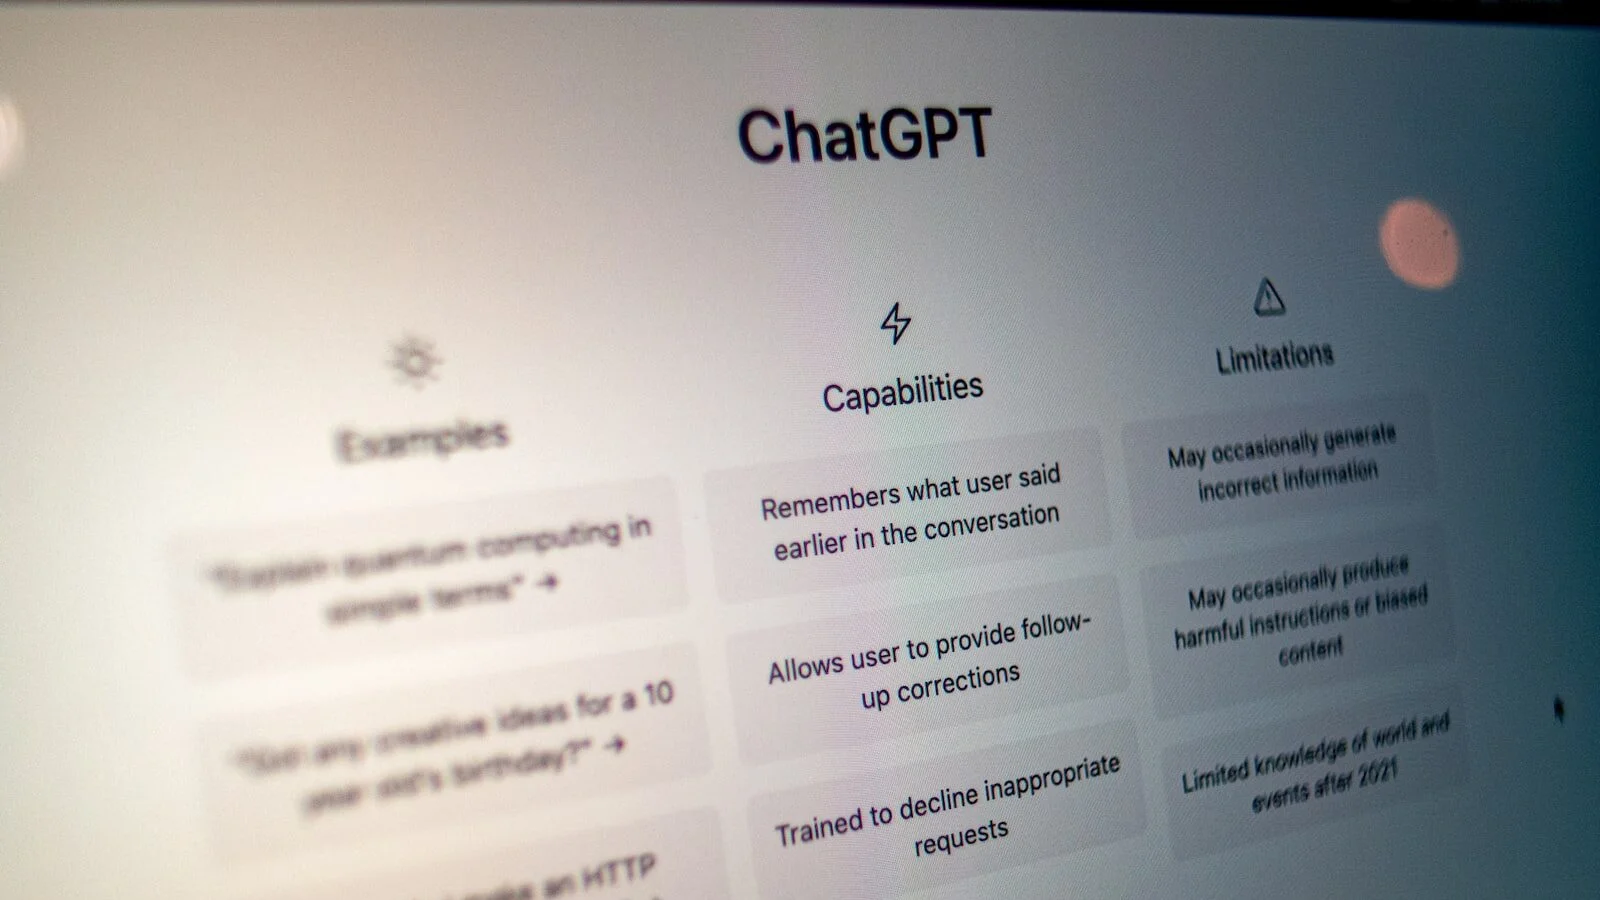 ChatGPT
Examples
"Explain quantum computing in
simple terms" →
"Got any creative ideas for a 10
year old's birthday?" →
an HTTP
Capabilities
Remembers what user said
earlier in the conversation
Allows user to provide follow-
up corrections
Trained to decline inappropriate
requests
Limitations
May occasionally generate
incorrect information
May occasionally produce
harmful instructions or biased
content
Limited knowledge of world and
events after 2021